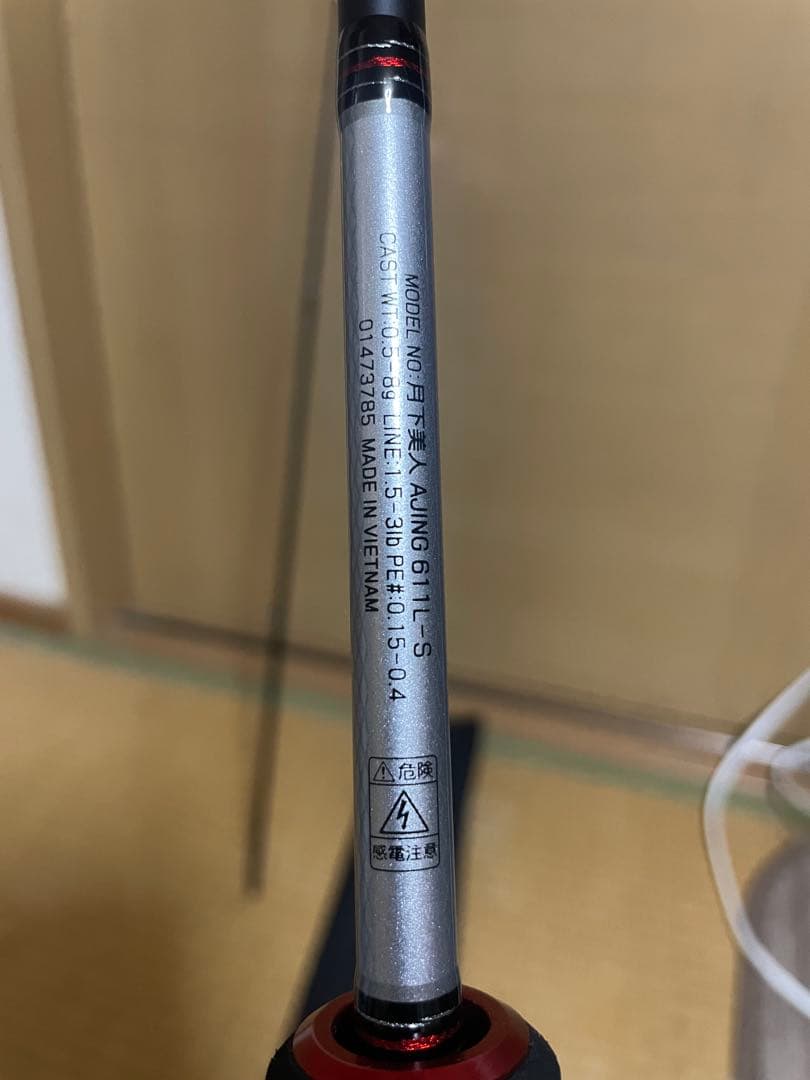 MODEL NO:月下美人 AJING 611L-S
CAST WT:0.5-8g LINE:1.5-3lb PE#:0.15-0.4
01473785 MADE IN VIETNAM
危険
感電注意